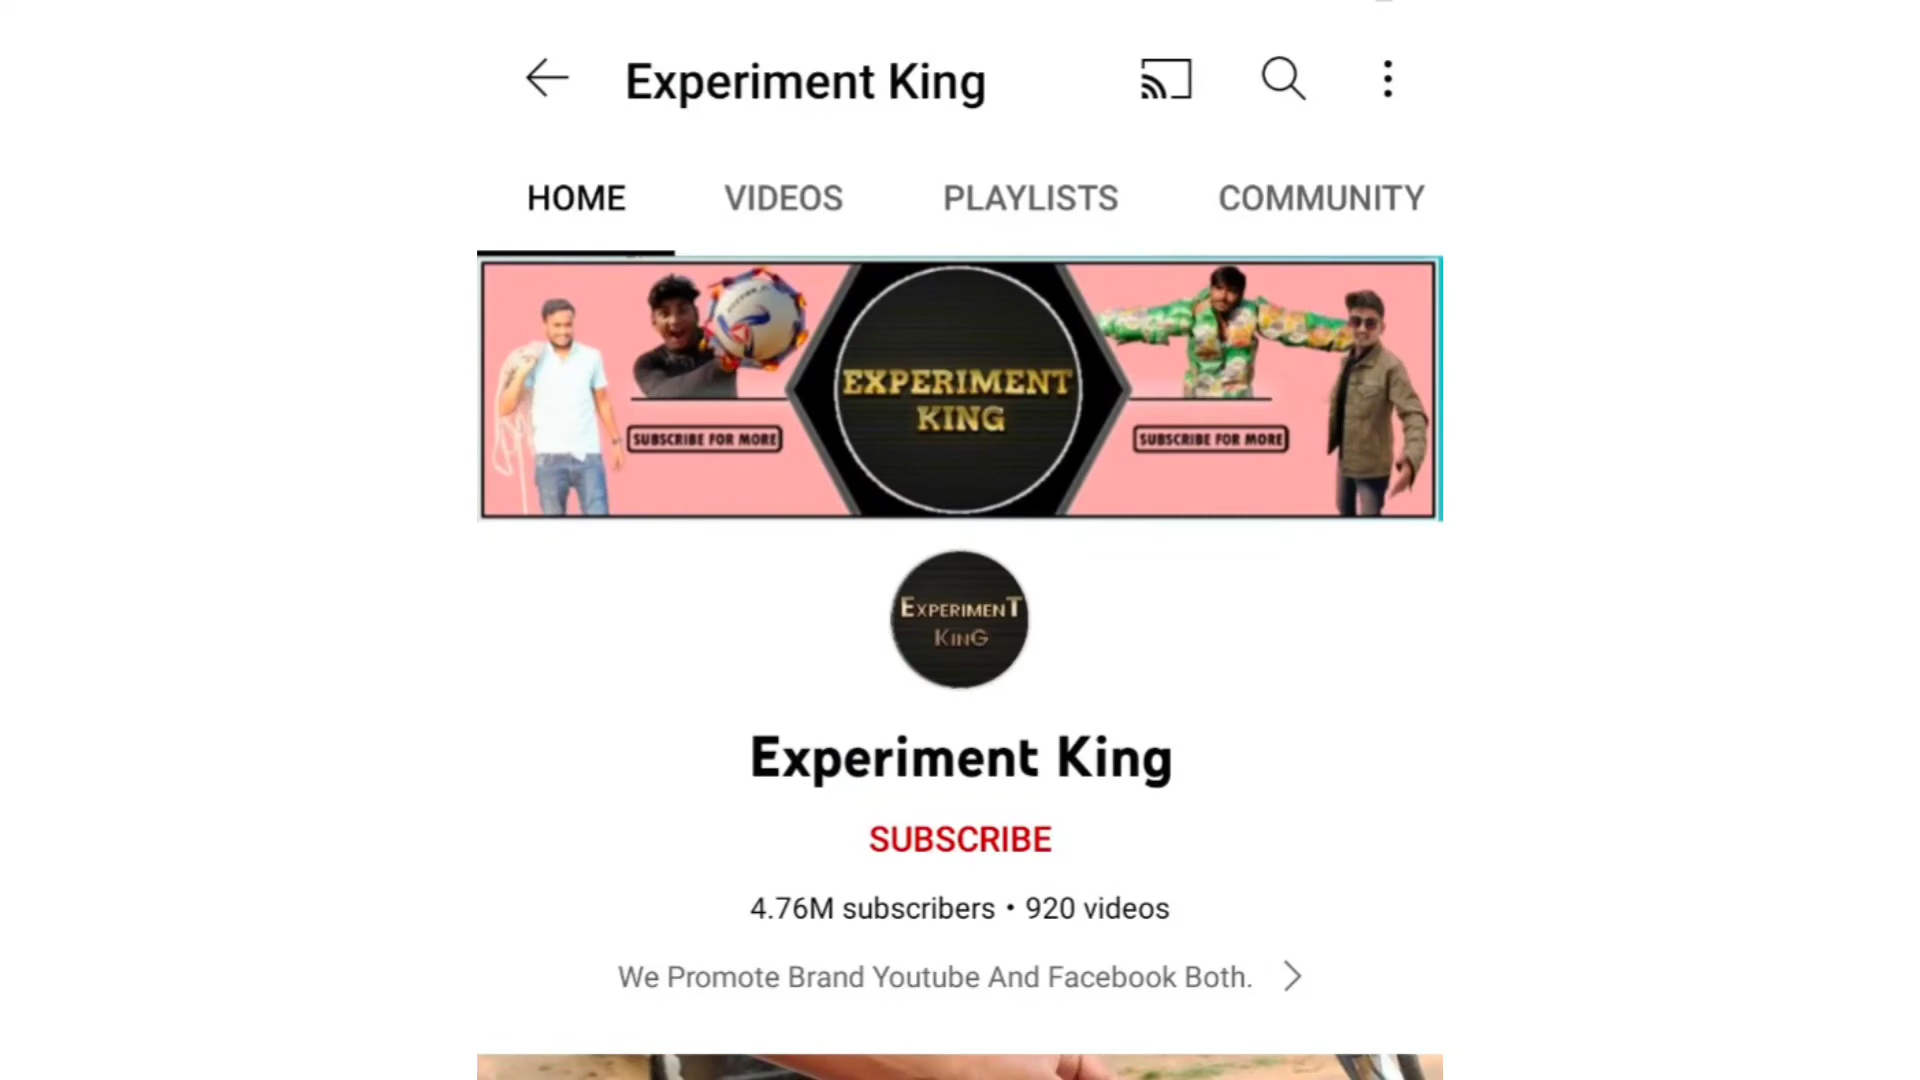 Experiment King
HOME VIDEOS PLAYLISTS COMMUNITY
EXPERIMENT
KING
SUBSCRIBE FOR MORE
SUBSCRIBE FOR MORE
EXPERIMENT
KING
Experiment King
SUBSCRIBE
4.76M subscribers • 920 videos
We Promote Brand Youtube And Facebook Both.